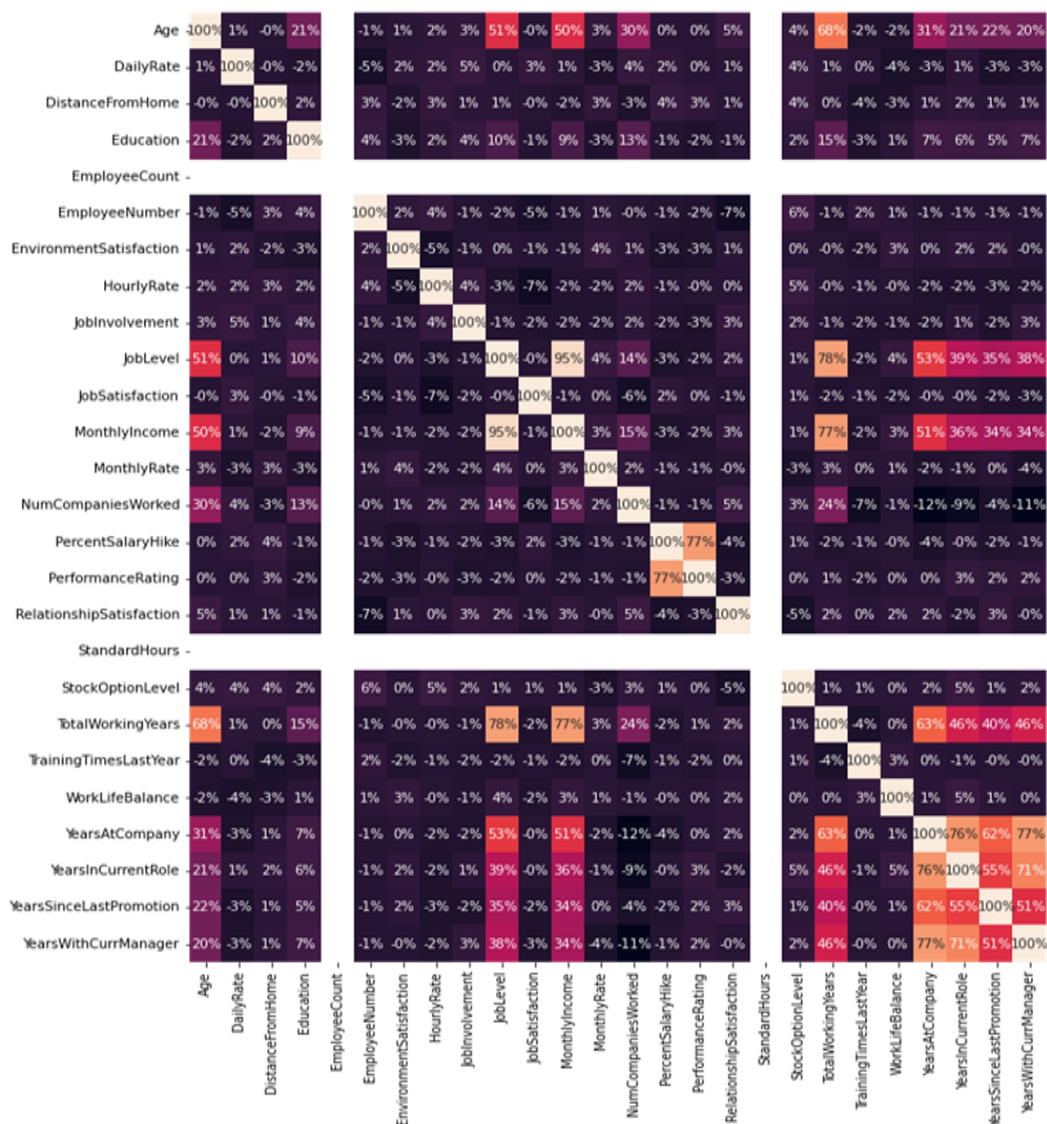 Age 100% 1% -0% 21% -1% 1% 2% 3% 51% -0% 50% 3% 30% 0% 0% 5% 4% 68% -2% -2% 31% 21% 22% 20%
DailyRate 1% 100% -0% -2% -5% 2% 2% 5% 0% 3% 1% -3% 4% 2% 0% 1% 4% 1% 0% -4% -3% 1% -3% -3%
DistanceFromHome -0% -0% 100% 2% 3% -2% 3% 1% 1% -0% -2% 3% -3% 4% 3% 1% 4% 0% -4% -3% 1% 2% 1% 1%
Education 21% -2% 2% 100% 4% -3% 2% 4% 10% -1% 9% -3% 13% -1% -2% -1% 2% 15% -3% 1% 7% 6% 5% 7%
EmployeeCount
EmployeeNumber -1% -5% 3% 4% 100% 2% 4% -1% -2% -5% -1% 1% -0% -1% -2% -7% 6% -1% 2% 1% -1% -1% -1% -1%
EnvironmentSatisfaction 1% 2% -2% -3% 2% 100% -5% -1% 0% -1% -1% 4% 1% -3% -3% 1% 0% -0% -2% 3% 0% 2% 2% -0%
HourlyRate 2% 2% 3% 2% 4% -5% 100% 4% -3% -7% -2% -2% 2% -1% -0% 0% 5% -0% -1% -0% -2% -2% -3% -2%
JobInvolvement 3% 5% 1% 4% -1% -1% 4% 100% -1% -2% -2% -2% 2% -2% -3% 3% 2% -1% -2% -1% -2% 1% -2% 3%
JobLevel 51% 0% 1% 10% -2% 0% -3% -1% 100% -0% 95% 4% 14% -3% -2% 2% 1% 78% -2% 4% 53% 39% 35% 38%
JobSatisfaction -0% 3% -0% -1% -5% -1% -7% -2% -0% 100% -1% 0% -6% 2% 0% -1% 1% -2% -1% -2% -0% -0% -2% -3%
MonthlyIncome 50% 1% -2% 9% -1% -1% -2% -2% 95% -1% 100% 3% 15% -3% -2% 3% 1% 77% -2% 3% 51% 36% 34% 34%
MonthlyRate 3% -3% 3% -3% 1% 4% -2% -2% 4% 0% 3% 100% 2% -1% -1% -0% -3% 3% 0% 1% -2% -1% 0% -4%
NumCompaniesWorked 30% 4% -3% 13% -0% 1% 2% 2% 14% -6% 15% 2% 100% -1% -1% 5% 3% 24% -7% -1% -12% -9% -4% -11%
PercentSalaryHike 0% 2% 4% -1% -1% -3% -1% -2% -3% 2% -3% -1% -1% 100% 77% -4% 1% -2% -1% -0% -4% -0% -2% -1%
PerformanceRating 0% 0% 3% -2% -2% -3% -0% -3% -2% 0% -2% -1% -1% 77% 100% -3% 0% 1% -2% 0% 0% 3% 2% 2%
RelationshipSatisfaction 5% 1% 1% -1% -7% 1% 0% 3% 2% -1% 3% -0% 5% -4% -3% 100% -5% 2% 0% 2% 2% -2% 3% -0%
StandardHours
StockOptionLevel 4% 4% 4% 2% 6% 0% 5% 2% 1% 1% 1% -3% 3% 1% 0% -5% 100% 1% 1% 0% 2% 5% 1% 2%
TotalWorkingYears 68% 1% 0% 15% -1% -0% -0% -1% 78% -2% 77% 3% 24% -2% 1% 2% 1% 100% -4% 0% 63% 46% 40% 46%
TrainingTimesLastYear -2% 0% -4% -3% 2% -2% -1% -2% -2% -1% -2% 0% -7% -1% -2% 0% 1% -4% 100% 3% 0% -1% -0% -0%
WorkLifeBalance -2% -4% -3% 1% 1% 3% -0% -1% 4% -2% 3% 1% -1% -0% 0% 2% 0% 0% 3% 100% 1% 5% 1% 0%
YearsAtCompany 31% -3% 1% 7% -1% 0% -2% -2% 53% -0% 51% -2% -12% -4% 0% 2% 2% 63% 0% 1% 100% 76% 62% 77%
YearsInCurrentRole 21% 1% 2% 6% -1% 2% -2% 1% 39% -0% 36% -1% -9% -0% 3% -2% 5% 46% -1% 5% 76% 100% 55% 71%
YearsSinceLastPromotion 22% -3% 1% 5% -1% 2% -3% -2% 35% -2% 34% 0% -4% -2% 2% 3% 1% 40% -0% 1% 62% 55% 100% 51%
YearsWithCurrManager 20% -3% 1% 7% -1% -0% -2% 3% 38% -3% 34% -4% -11% -1% 2% -0% 2% 46% -0% 0% 77% 71% 51% 100%
Age
DailyRate
DistanceFromHome
Education
EmployeeCount
EmployeeNumber
EnvironmentSatisfaction
HourlyRate
JobInvolvement
JobLevel
JobSatisfaction
MonthlyIncome
MonthlyRate
NumCompaniesWorked
PercentSalaryHike
PerformanceRating
RelationshipSatisfaction
StandardHours
StockOptionLevel
TotalWorkingYears
TrainingTimesLastYear
WorkLifeBalance
YearsAtCompany
YearsInCurrentRole
YearsSinceLastPromotion
YearsWithCurrManager